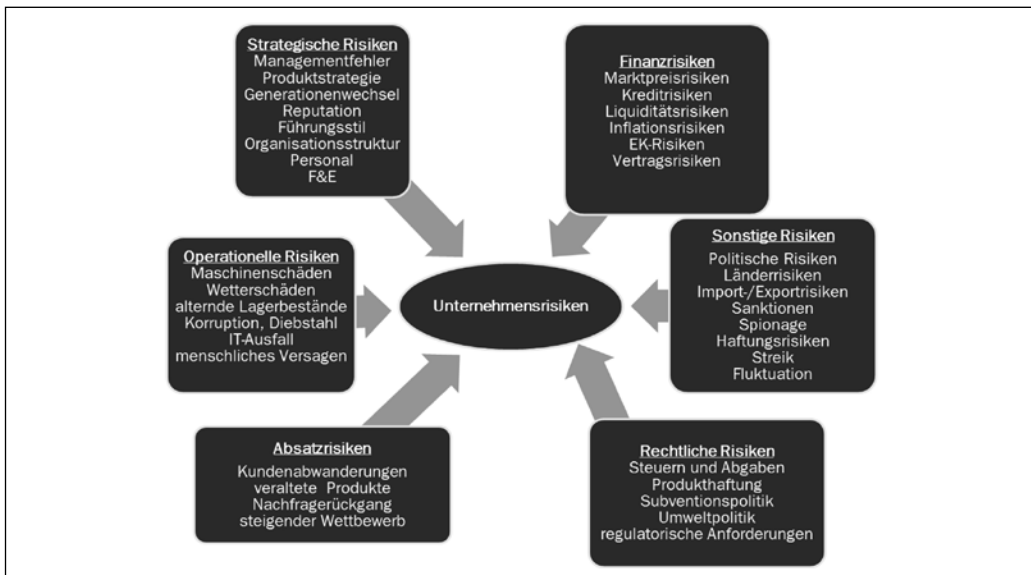 Strategische Risiken
Managementfehler
Produktstrategie
Generationenwechsel
Reputation
Führungsstil
Organisationsstruktur
Personal
F&E
Finanzrisiken
Marktpreisrisiken
Kreditrisiken
Liquiditätsrisiken
Inflationsrisiken
EK-Risiken
Vertragsrisiken
Operationelle Risiken
Maschinenschäden
Wetterschäden
alternde Lagerbestände
Korruption, Diebstahl
IT-Ausfall
menschliches Versagen
Unternehmensrisiken
Sonstige Risiken
Politische Risiken
Länderrisiken
Import-/Exportrisiken
Sanktionen
Spionage
Haftungsrisiken
Streik
Fluktuation
Absatzrisiken
Kundenabwanderungen
veraltete Produkte
Nachfragerückgang
steigender Wettbewerb
Rechtliche Risiken
Steuern und Abgaben
Produkthaftung
Subventionspolitik
Umweltpolitik
regulatorische Anforderungen